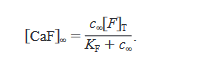 [CaF]∞ = c∞[F]T / (KF + c∞).